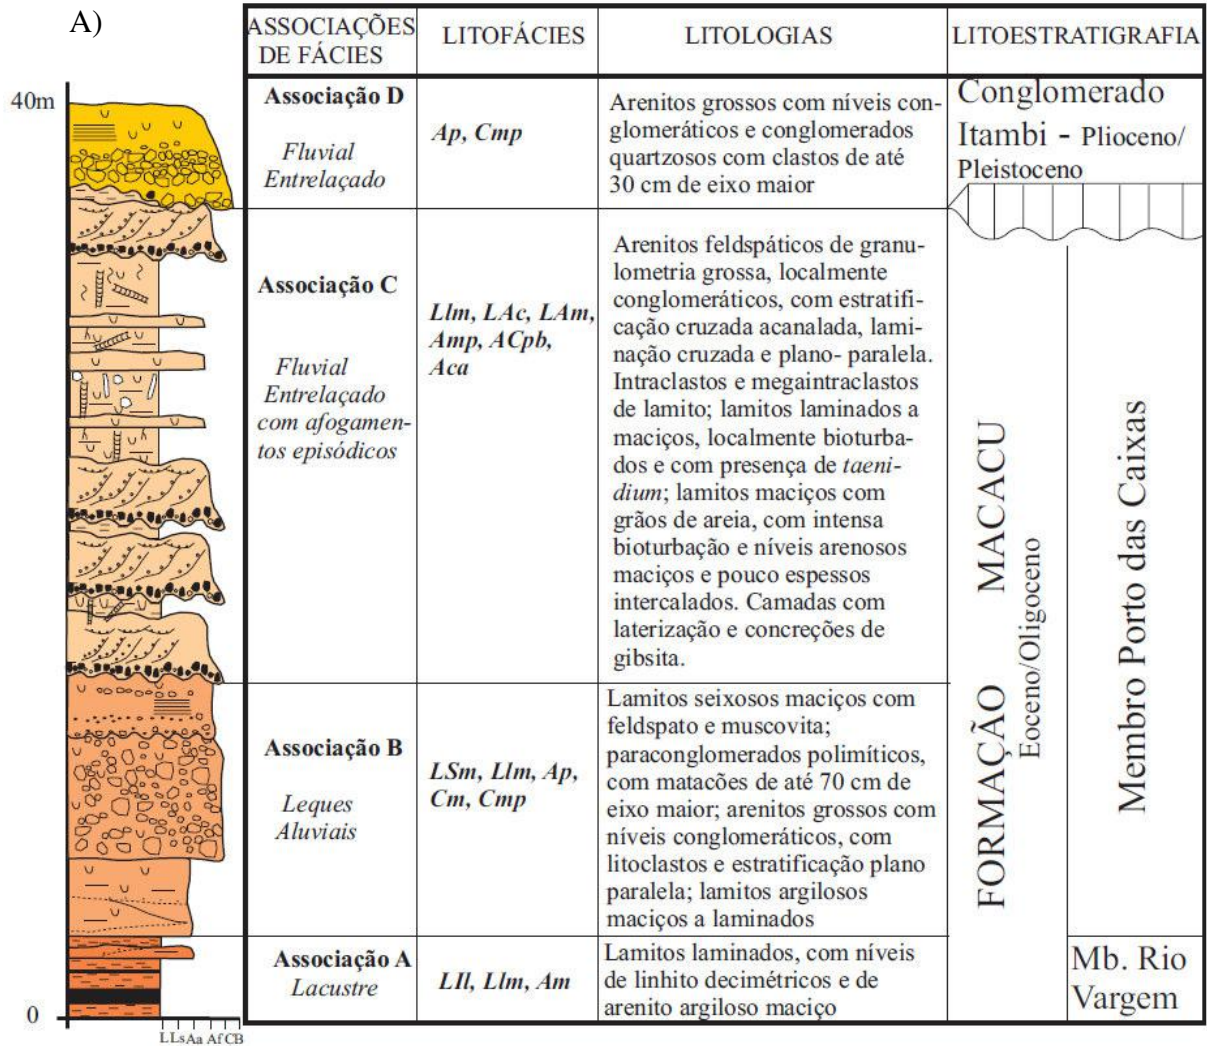 A)
ASSOCIAÇÕES
DE FÁCIES
LITOFÁCIES
LITOLOGIAS
LITOESTRATIGRAFIA
40m
Associação D
Fluvial
Entrelaçado
Ap, Cmp
Arenitos grossos com níveis con-
glomeráticos e conglomerados
quartzosos com clastos de até
30 cm de eixo maior
Conglomerado
Itambi - Plioceno/
Pleistoceno
Associação C
Fluvial
Entrelaçado
com afogamen-
tos episódicos
Llm, LAc, LAm,
Amp, ACpb,
Aca
Arenitos feldspáticos de granu-
lometria grossa, localmente
conglomeráticos, com estratifi-
cação cruzada acanalada, lami-
nação cruzada e plano- paralela.
Intraclastos e megaintraclastos
de lamito; lamitos laminados a
maciços, localmente bioturba-
dos e com presença de taeni-
dium; lamitos maciços com
grãos de areia, com intensa
bioturbação e níveis arenosos
maciços e pouco espessos
intercalados. Camadas com
laterização e concreções de
gibsita.
Associação B
Leques
Aluviais
LSm, Llm, Ap,
Cm, Cmp
Lamitos seixosos maciços com
feldspato e muscovita;
paraconglomerados polimíticos,
com matacões de até 70 cm de
eixo maior; arenitos grossos com
níveis conglomeráticos, com
litoclastos e estratificação plano
paralela; lamitos argilosos
maciços a laminados
FORMAÇÃO MACACU
Eoceno/Oligoceno
Membro Porto das Caixas
Associação A
Lacustre
Lll, Llm, Am
Lamitos laminados, com níveis
de linhito decimétricos e de
arenito argiloso maciço
Mb. Rio
Vargem
0
L Ls Aa Af C B